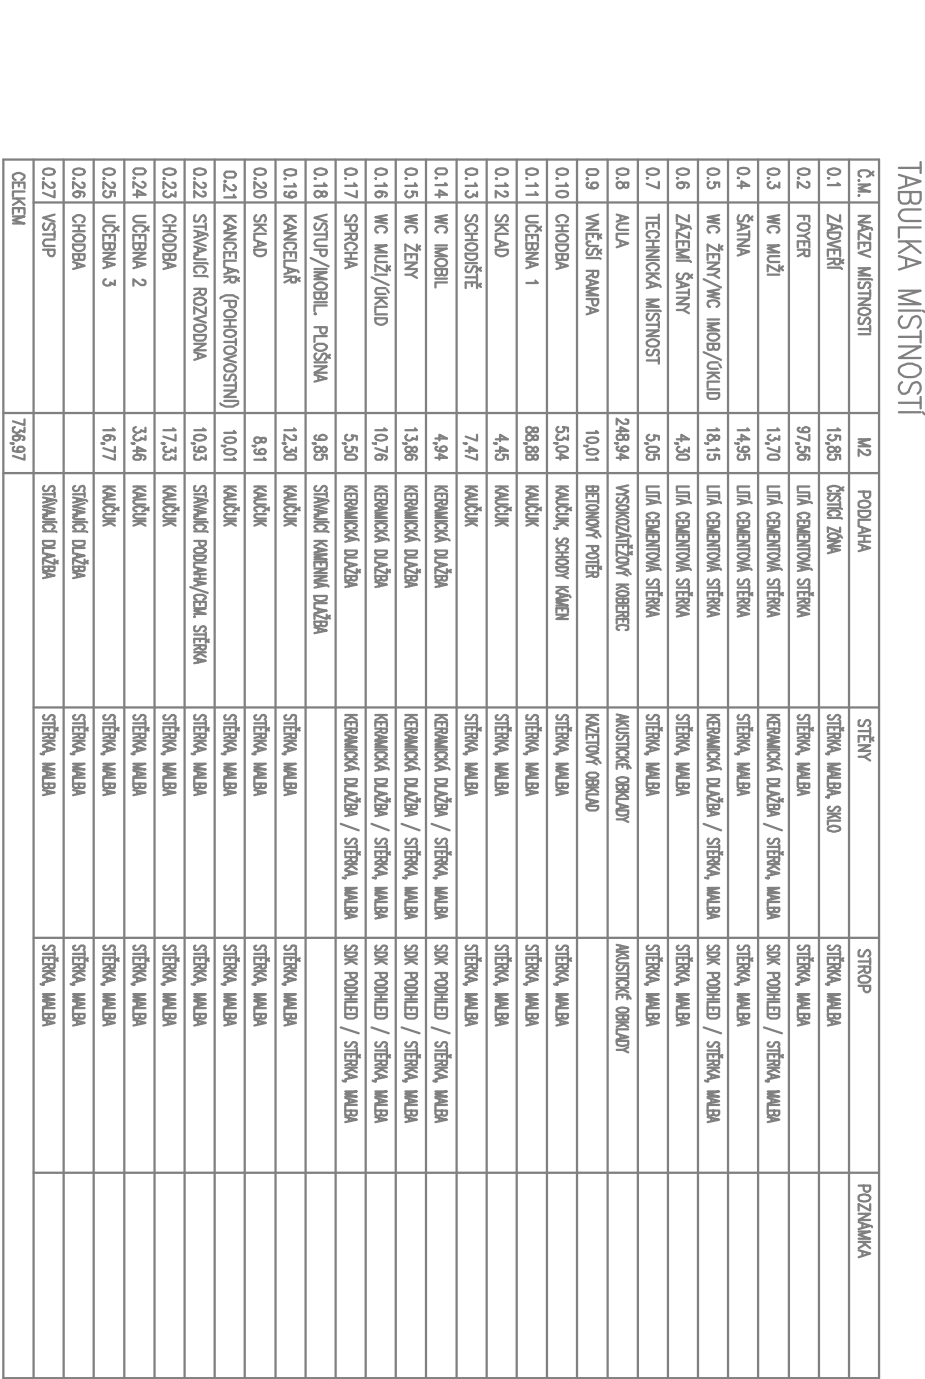 TABULKA MÍSTNOSTÍ
Č.M. NÁZEV MÍSTNOSTI M2 PODLAHA STĚNY STROP POZNÁMKA
0.1 ZÁDVEŘÍ 15,85 ČISTÍCÍ ZÓNA STĚRKA, MALBA, SKLO STĚRKA, MALBA
0.2 FOYER 97,56 LITÁ CEMENTOVÁ STĚRKA STĚRKA, MALBA STĚRKA, MALBA
0.3 WC MUŽI 13,70 LITÁ CEMENTOVÁ STĚRKA KERAMICKÁ DLAŽBA / STĚRKA, MALBA SDK PODHLED / STĚRKA, MALBA
0.4 ŠATNA 14,95 LITÁ CEMENTOVÁ STĚRKA STĚRKA, MALBA STĚRKA, MALBA
0.5 WC ŽENY/WC IMOB/ÚKLID 18,15 LITÁ CEMENTOVÁ STĚRKA KERAMICKÁ DLAŽBA / STĚRKA, MALBA SDK PODHLED / STĚRKA, MALBA
0.6 ZÁZEMÍ ŠATNY 4,30 LITÁ CEMENTOVÁ STĚRKA STĚRKA, MALBA STĚRKA, MALBA
0.7 TECHNICKÁ MÍSTNOST 5,05 LITÁ CEMENTOVÁ STĚRKA STĚRKA, MALBA STĚRKA, MALBA
0.8 AULA 248,94 VYSOKOZÁTĚŽOVÝ KOBEREC AKUSTICKÉ OBKLADY AKUSTICKÉ OBKLADY
0.9 VNĚJŠÍ RAMPA 10,01 BETONOVÝ POTĚR KAZETOVÝ OBKLAD
0.10 CHODBA 53,04 KAUČUK, SCHODY KÁMEN STĚRKA, MALBA STĚRKA, MALBA
0.11 UČEBNA 1 88,88 KAUČUK STĚRKA, MALBA STĚRKA, MALBA
0.12 SKLAD 4,45 KAUČUK STĚRKA, MALBA STĚRKA, MALBA
0.13 SCHODIŠTĚ 7,47 KAUČUK STĚRKA, MALBA STĚRKA, MALBA
0.14 WC IMOBIL 4,94 KERAMICKÁ DLAŽBA KERAMICKÁ DLAŽBA / STĚRKA, MALBA SDK PODHLED / STĚRKA, MALBA
0.15 WC ŽENY 13,86 KERAMICKÁ DLAŽBA KERAMICKÁ DLAŽBA / STĚRKA, MALBA SDK PODHLED / STĚRKA, MALBA
0.16 WC MUŽI/ÚKLID 10,76 KERAMICKÁ DLAŽBA KERAMICKÁ DLAŽBA / STĚRKA, MALBA SDK PODHLED / STĚRKA, MALBA
0.17 SPRCHA 5,50 KERAMICKÁ DLAŽBA KERAMICKÁ DLAŽBA / STĚRKA, MALBA SDK PODHLED / STĚRKA, MALBA
0.18 VSTUP/IMOBIL. PLOŠINA 9,85 STÁVAJÍCÍ KAMENNÁ DLAŽBA
0.19 KANCELÁŘ 12,30 KAUČUK STĚRKA, MALBA STĚRKA, MALBA
0.20 SKLAD 8,91 KAUČUK STĚRKA, MALBA STĚRKA, MALBA
0.21 KANCELÁŘ (POHOTOVOSTNÍ) 10,01 KAUČUK STĚRKA, MALBA STĚRKA, MALBA
0.22 STÁVAJÍCÍ ROZVODNA 10,93 STÁVAJÍCÍ PODLAHA/CEM. STĚRKA STĚRKA, MALBA STĚRKA, MALBA
0.23 CHODBA 17,33 KAUČUK STĚRKA, MALBA STĚRKA, MALBA
0.24 UČEBNA 2 33,46 KAUČUK STĚRKA, MALBA STĚRKA, MALBA
0.25 UČEBNA 3 16,77 KAUČUK STĚRKA, MALBA STĚRKA, MALBA
0.26 CHODBA STÁVAJÍCÍ DLAŽBA STĚRKA, MALBA STĚRKA, MALBA
0.27 VSTUP STÁVAJÍCÍ DLAŽBA STĚRKA, MALBA STĚRKA, MALBA
CELKEM 736,97